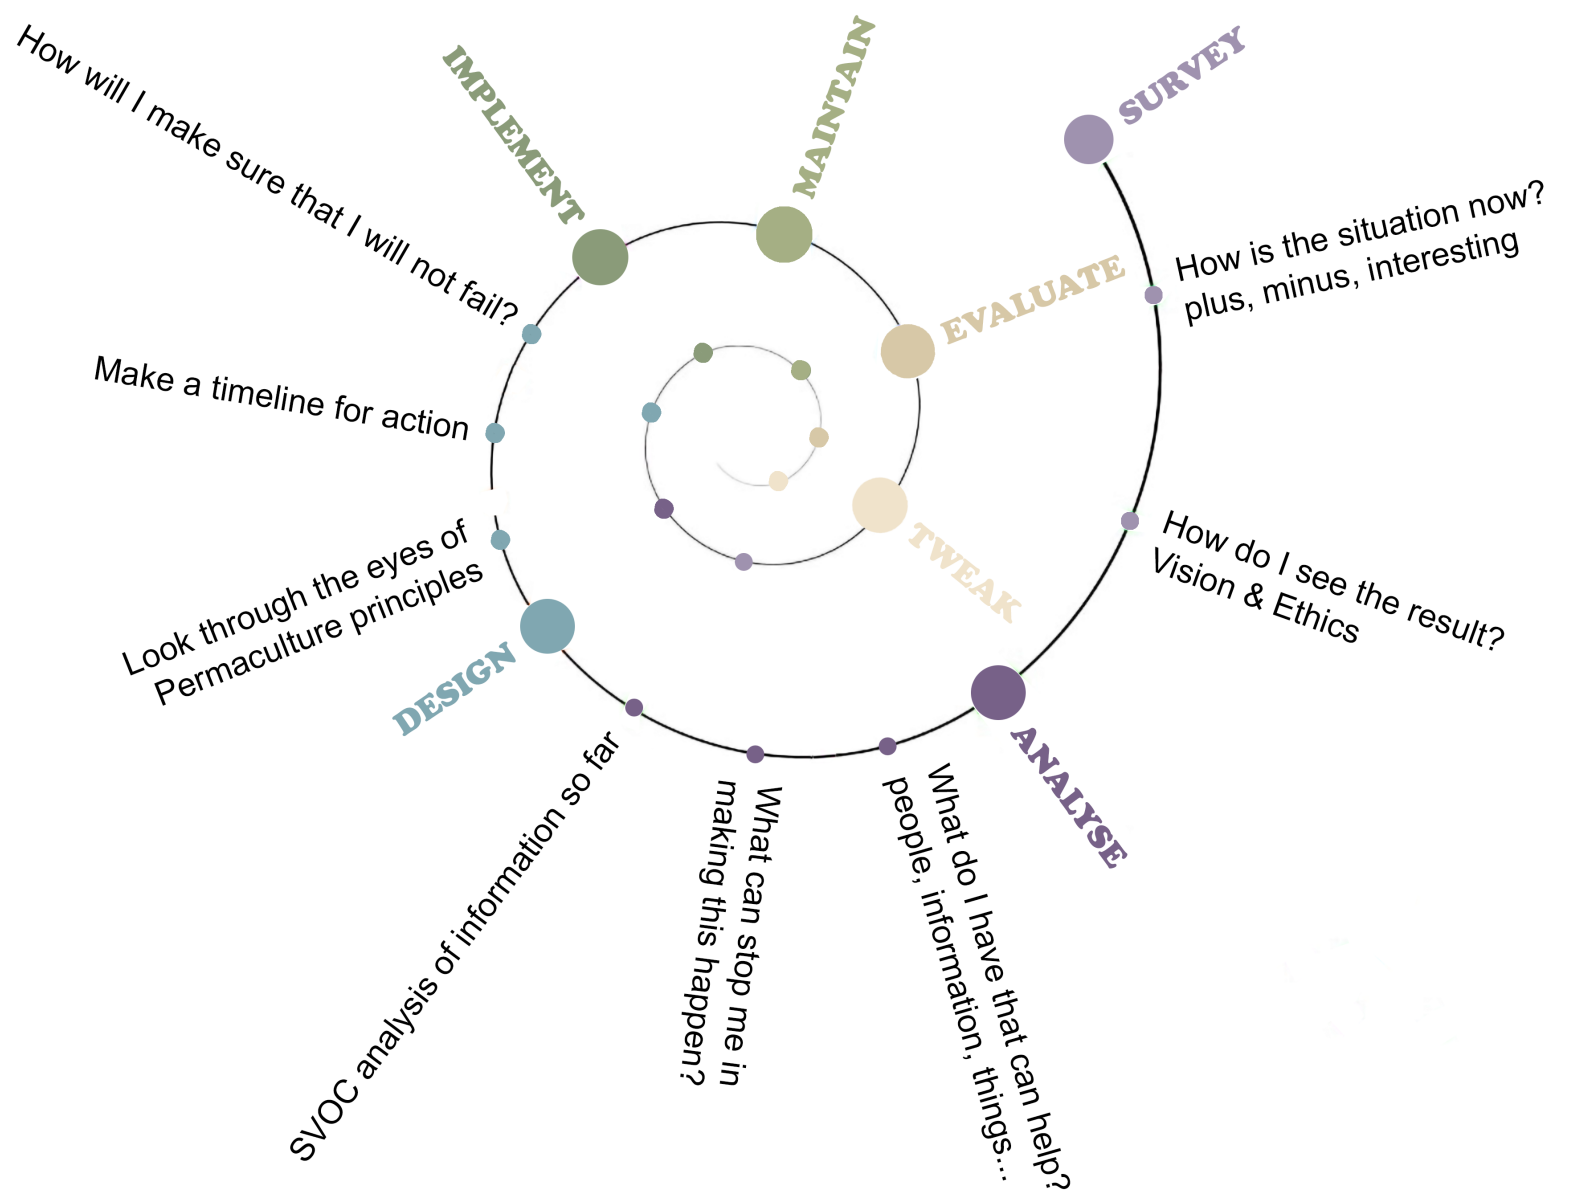 SURVEY
How is the situation now?
plus, minus, interesting
How do I see the result?
Vision & Ethics
ANALYSE
What do I have that can help?
people, information, things...
What can stop me in
making this happen?
SVOC analysis of information so far
DESIGN
Look through the eyes of
Permaculture principles
Make a timeline for action
How will I make sure that I will not fail?
IMPLEMENT
MAINTAIN
EVALUATE
TWEAK